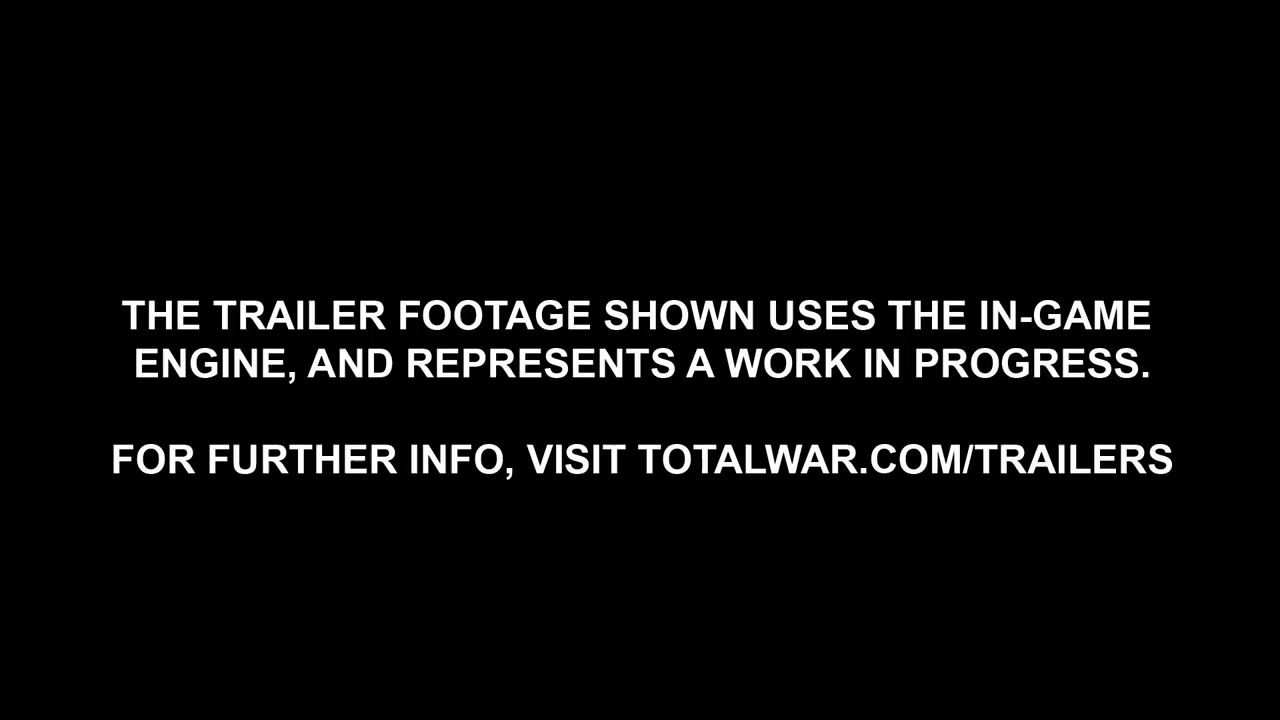 THE TRAILER FOOTAGE SHOWN USES THE IN-GAME
ENGINE, AND REPRESENTS A WORK IN PROGRESS.
FOR FURTHER INFO, VISIT TOTALWAR.COM/TRAILERS